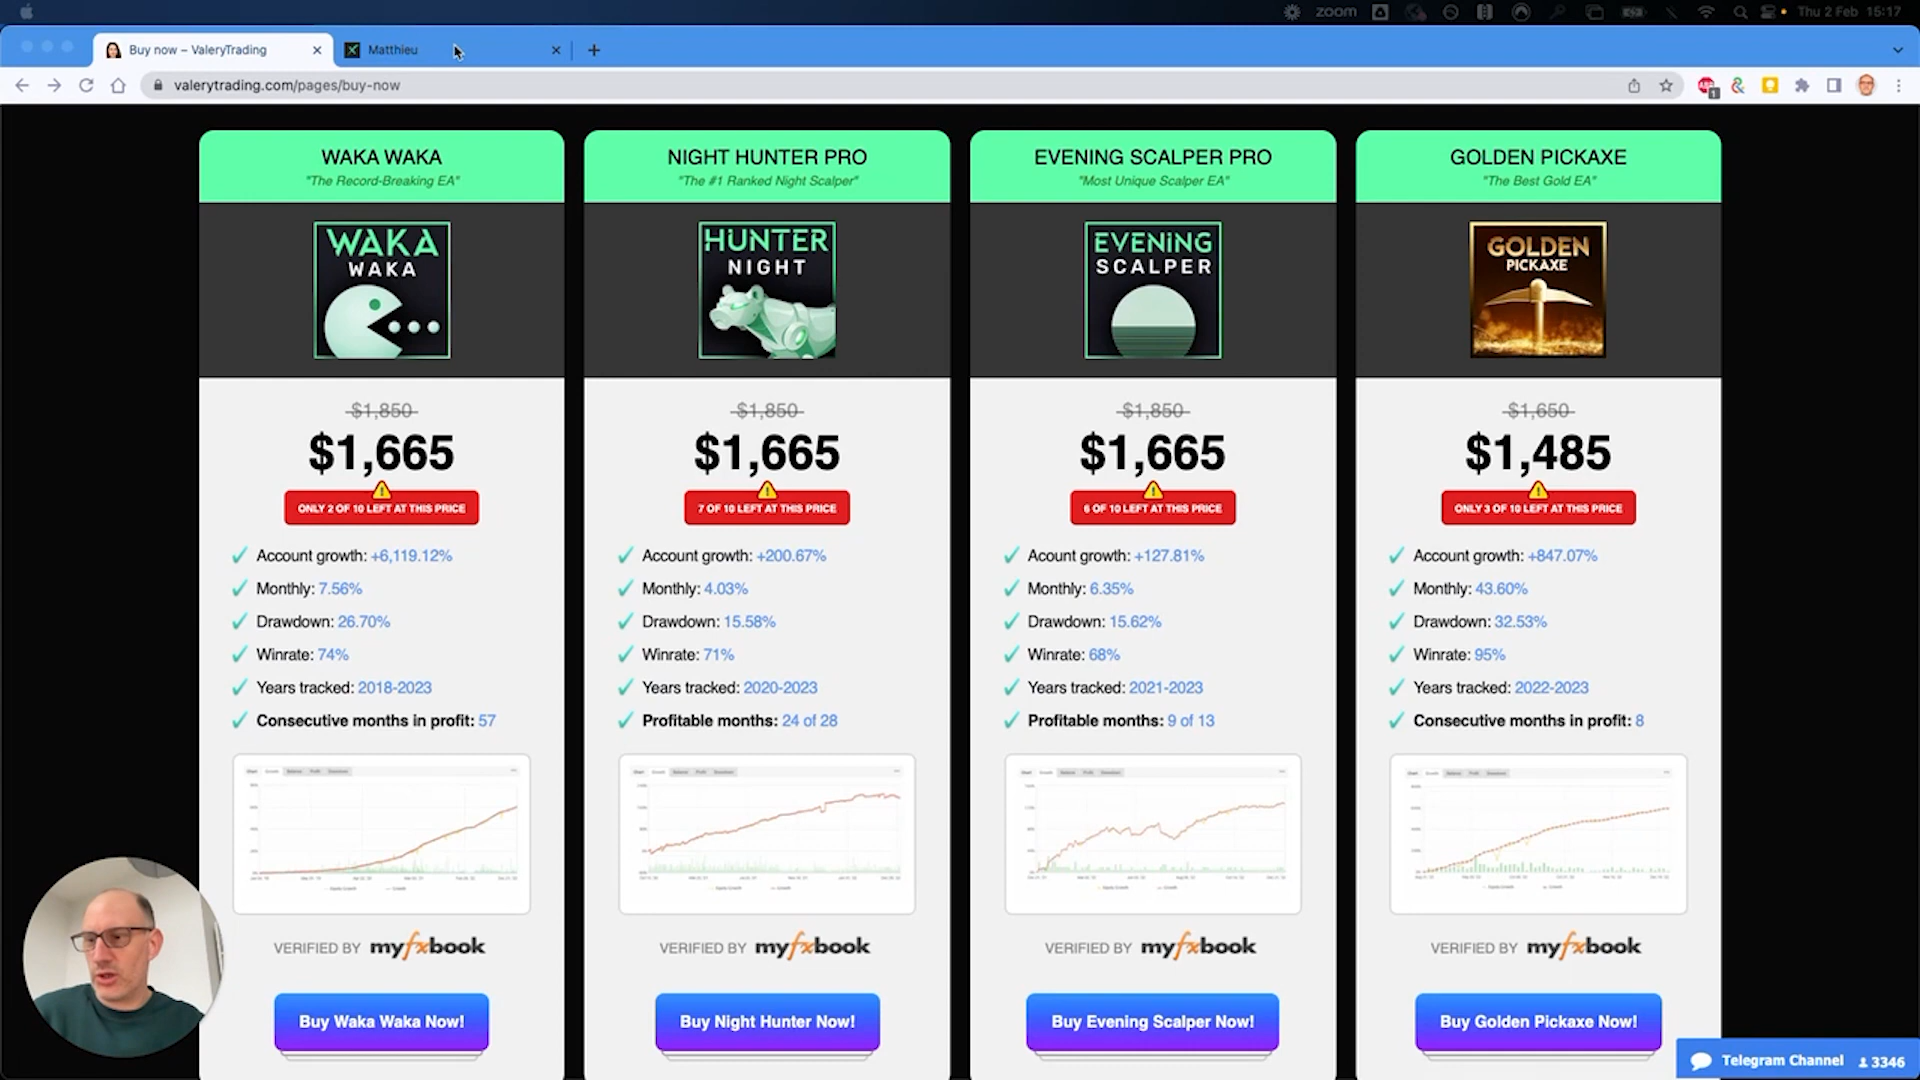 zoom
Thu 2 Feb 15:17
Buy now – ValeryTrading
Matthieu
valerytrading.com/pages/buy-now
WAKA WAKA
"The Record-Breaking EA"
WAKA
WAKA
$1,850
$1,665
ONLY 2 OF 10 LEFT AT THIS PRICE
Account growth: +6,119.12%
Monthly: 7.56%
Drawdown: 26.70%
Winrate: 74%
Years tracked: 2018-2023
Consecutive months in profit: 57
VERIFIED BY myfxbook
Buy Waka Waka Now!
NIGHT HUNTER PRO
"The #1 Ranked Night Scalper"
HUNTER
NIGHT
$1,850
$1,665
7 OF 10 LEFT AT THIS PRICE
Account growth: +200.67%
Monthly: 4.03%
Drawdown: 15.58%
Winrate: 71%
Years tracked: 2020-2023
Profitable months: 24 of 28
VERIFIED BY myfxbook
Buy Night Hunter Now!
EVENING SCALPER PRO
"Most Unique Scalper EA"
EVENING
SCALPER
$1,850
$1,665
6 OF 10 LEFT AT THIS PRICE
Acount growth: +127.81%
Monthly: 6.35%
Drawdown: 15.62%
Winrate: 68%
Years tracked: 2021-2023
Profitable months: 9 of 13
VERIFIED BY myfxbook
Buy Evening Scalper Now!
GOLDEN PICKAXE
"The Best Gold EA"
GOLDEN
PICKAXE
$1,650
$1,485
ONLY 3 OF 10 LEFT AT THIS PRICE
Account growth: +847.07%
Monthly: 43.60%
Drawdown: 32.53%
Winrate: 95%
Years tracked: 2022-2023
Consecutive months in profit: 8
VERIFIED BY myfxbook
Buy Golden Pickaxe Now!
Telegram Channel 3346